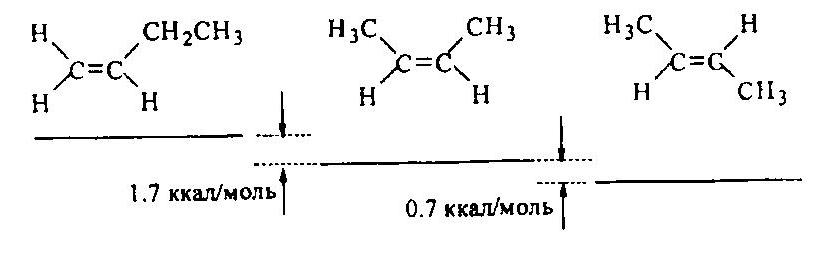 H CH₂CH₃ H₃C CH₃ H₃C H
C=C C=C C=C
H H H H H CH₃
1.7 ккал/моль
0.7 ккал/моль